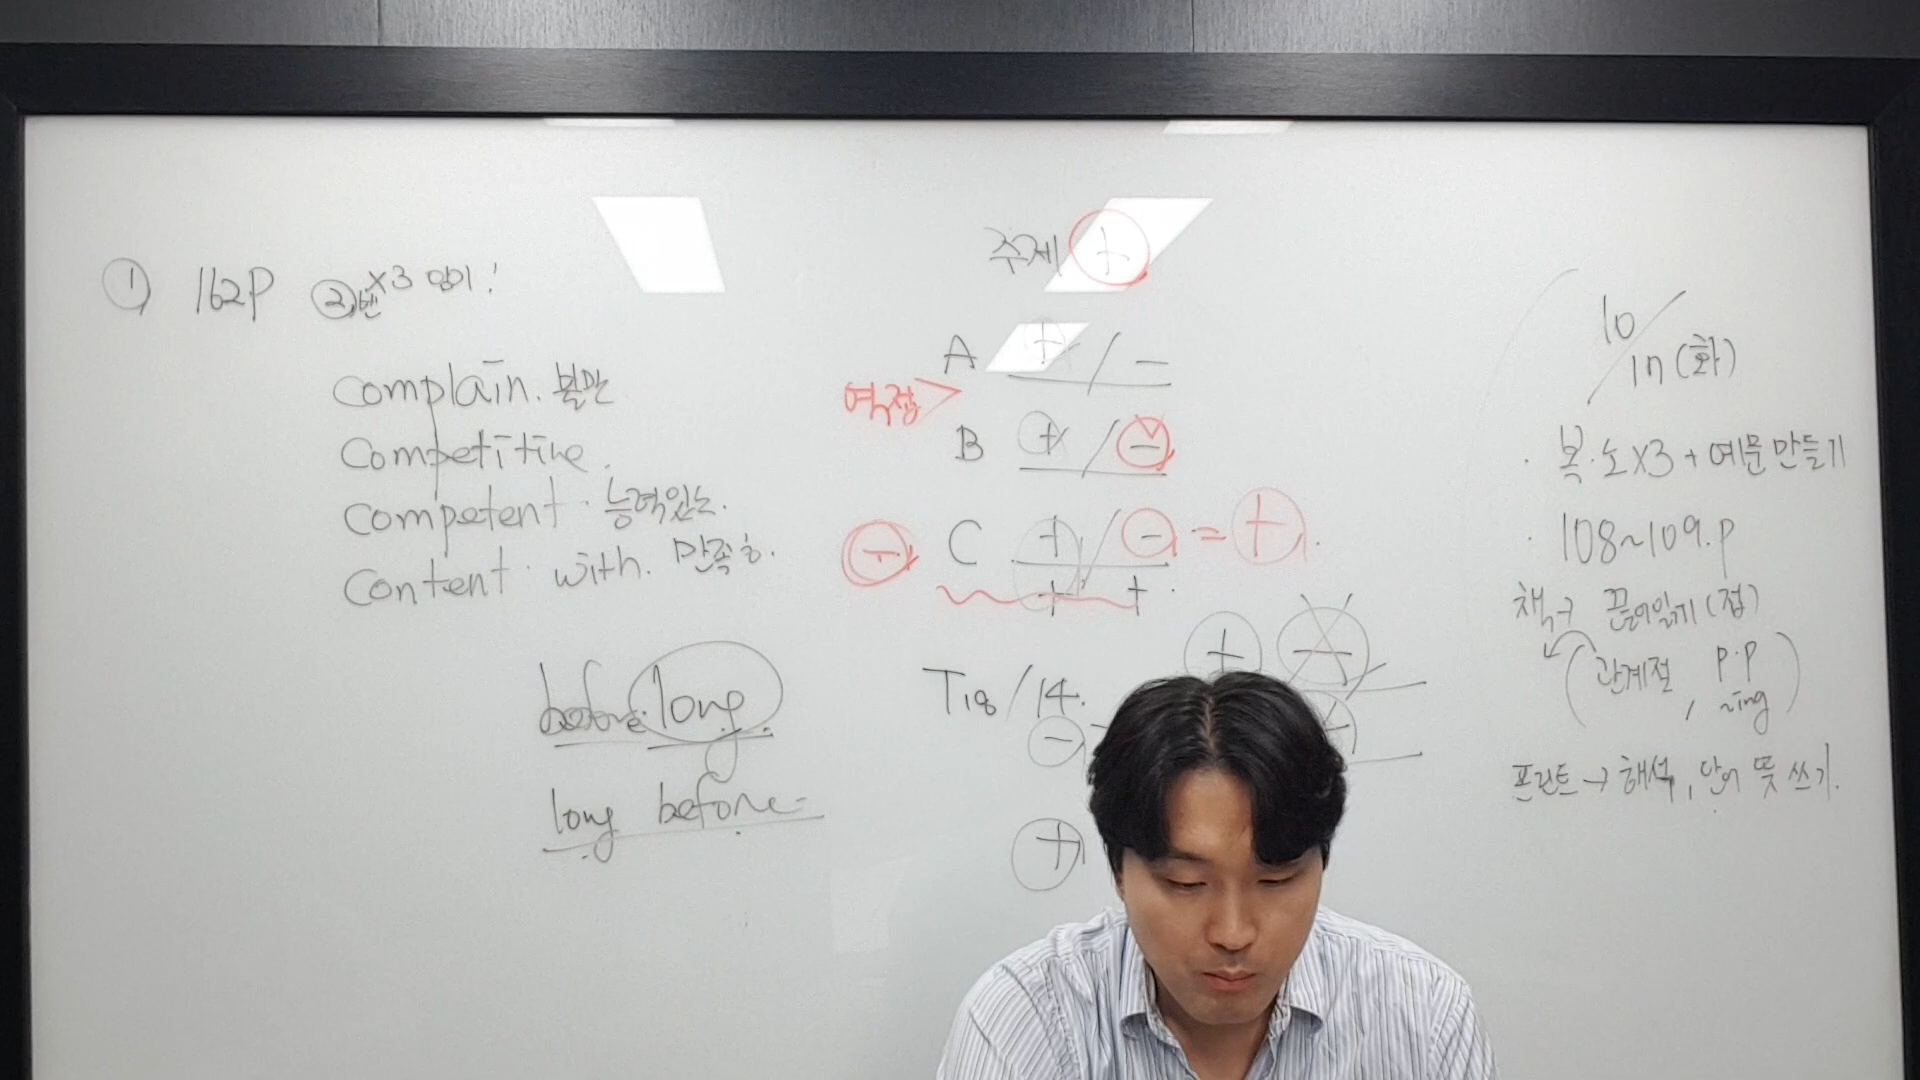 ① 162P ②번 x3 암기!
complain. 불만
competitive.
competent. 능력있는.
content. with. 만족하.
before. long.
long before-
주제 +
A + / -
역접
B + / -
- C + / - = +.
+ +.
T18/14.
+ -
-
+
10/17 (화)
· 복·노x3 + 예문만들기
· 108~109.p
책→ 끊어읽기 (접)
(관계절, p.p ~ing)
프린트→ 해석, 단어 뜻 쓰기.